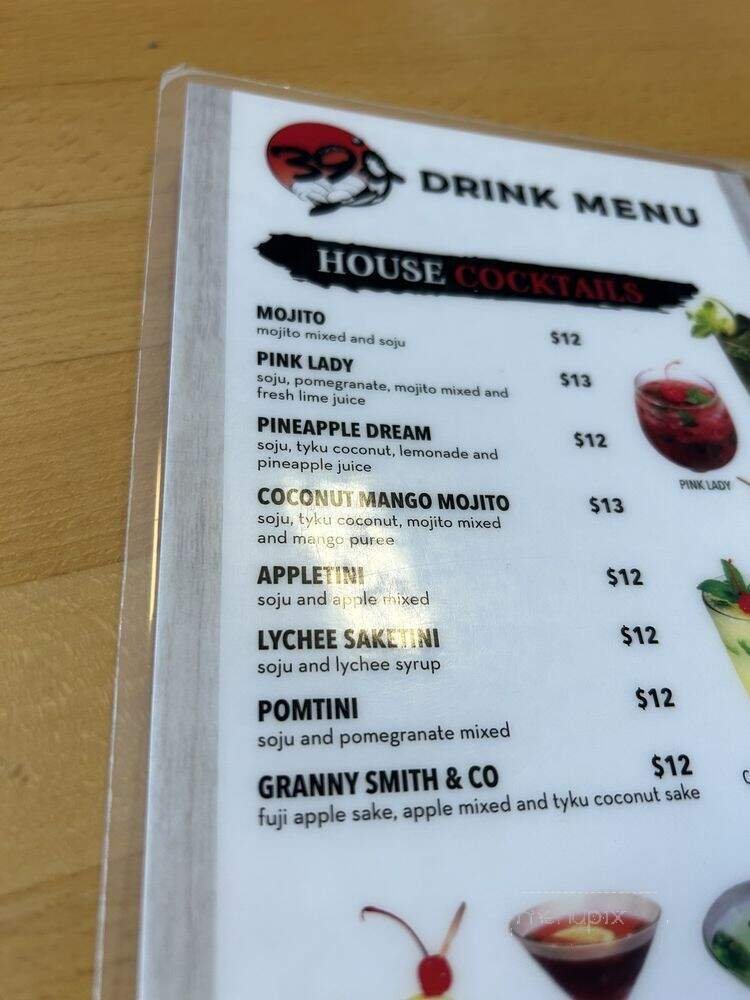 39g DRINK MENU
HOUSE COCKTAILS
MOJITO $12
mojito mixed and soju
PINK LADY $13
soju, pomegranate, mojito mixed and
fresh lime juice
PINEAPPLE DREAM $12
soju, tyku coconut, lemonade and
pineapple juice
PINK LADY
COCONUT MANGO MOJITO $13
soju, tyku coconut, mojito mixed
and mango puree
APPLETINI $12
soju and apple mixed
LYCHEE SAKETINI $12
soju and lychee syrup
POMTINI $12
soju and pomegranate mixed
GRANNY SMITH & CO $12
fuji apple sake, apple mixed and tyku coconut sake
menupix